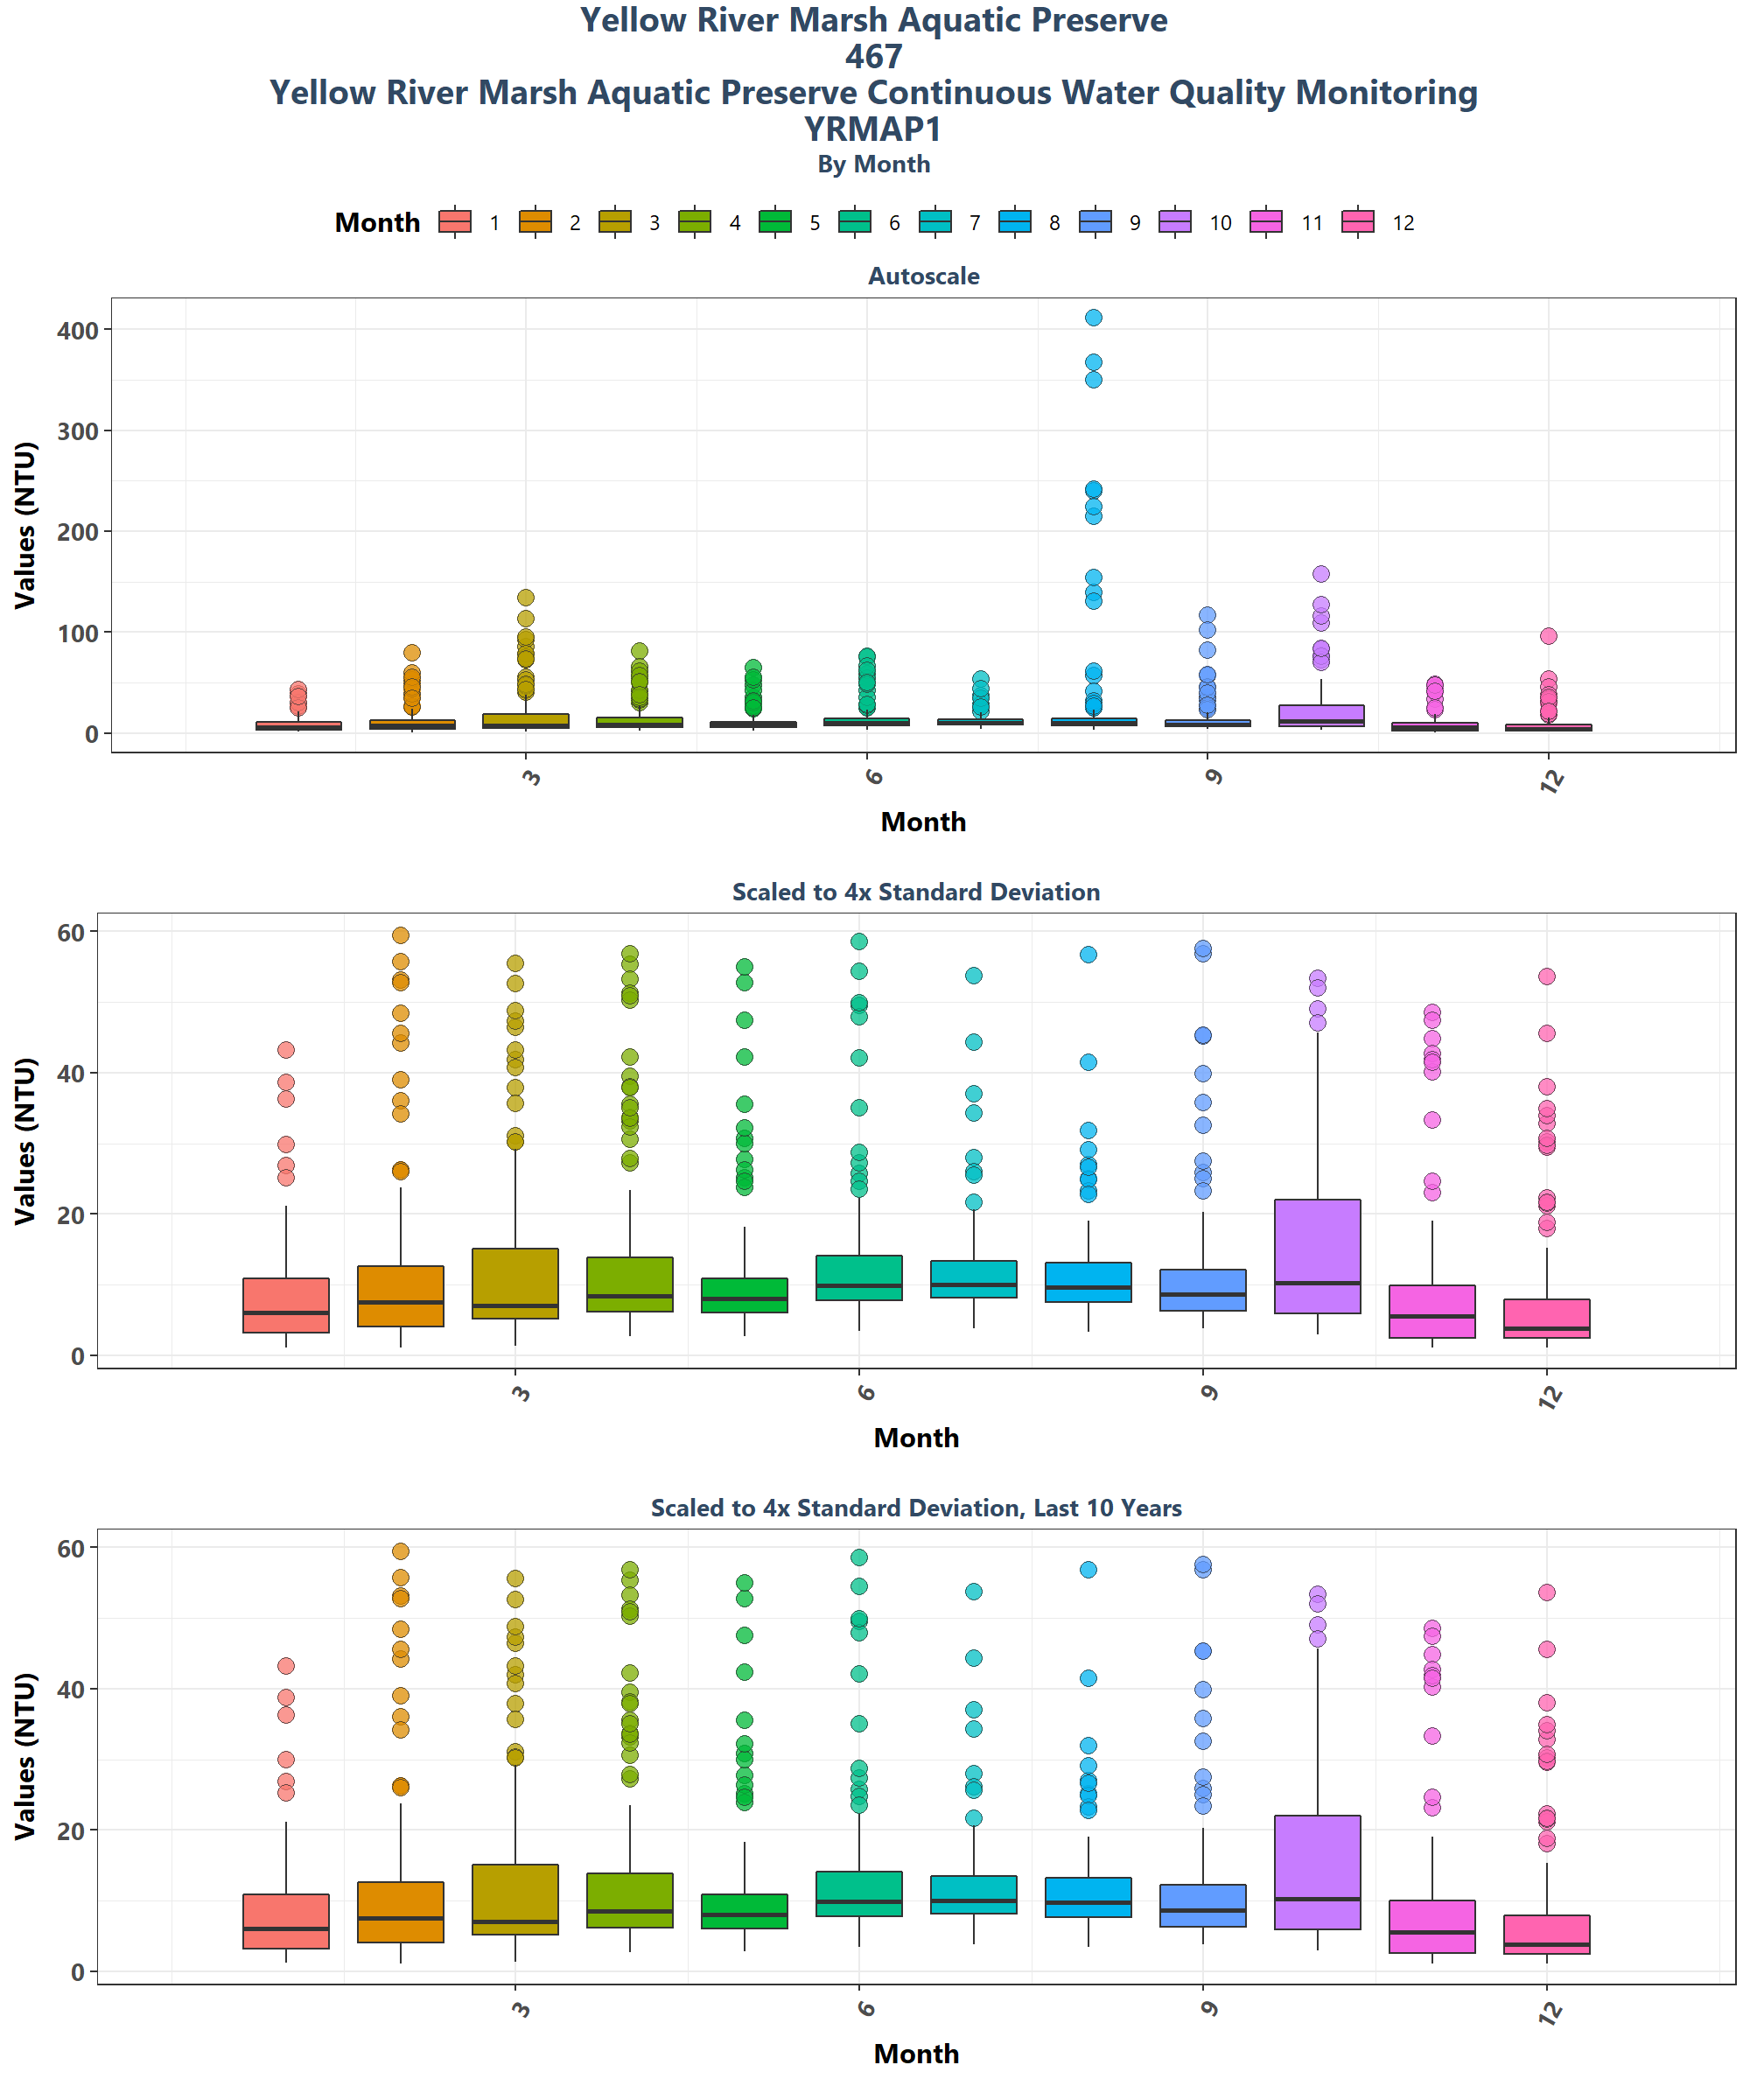 Yellow River Marsh Aquatic Preserve
467
Yellow River Marsh Aquatic Preserve Continuous Water Quality Monitoring
YRMAP1
By Month
Month 1 2 3 4 5 6 7 8 9 10 11 12
Autoscale
Values (NTU)
400
300
200
100
0
3 6 9 12
Month
Scaled to 4x Standard Deviation
Values (NTU)
60
40
20
0
3 6 9 12
Month
Scaled to 4x Standard Deviation, Last 10 Years
Values (NTU)
60
40
20
0
3 6 9 12
Month